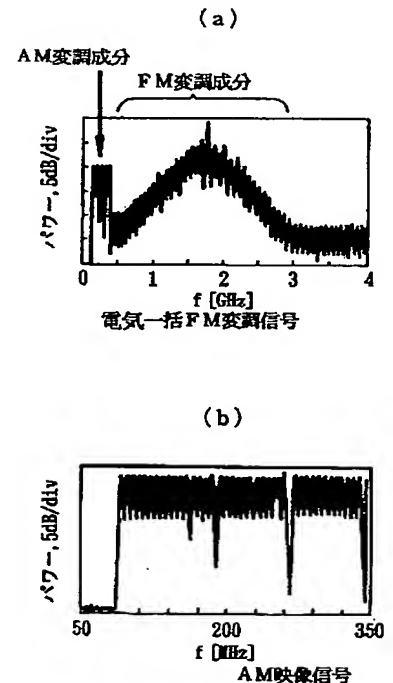 (a)
AM変調成分
FM変調成分
パワー, 5dB/div
0 1 2 3 4
f [GHz]
電気一括FM変調信号
(b)
パワー, 5dB/div
50 200 350
f [MHz]
AM映像信号